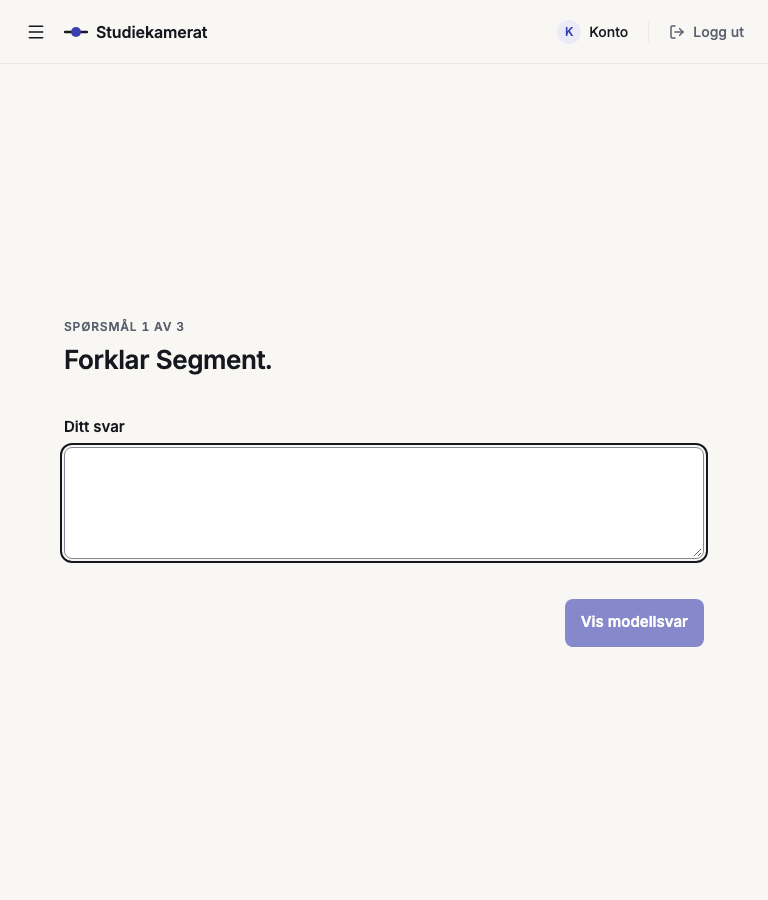 Studiekamerat
K Konto
Logg ut
SPØRSMÅL 1 AV 3
Forklar Segment.
Ditt svar
Vis modellsvar